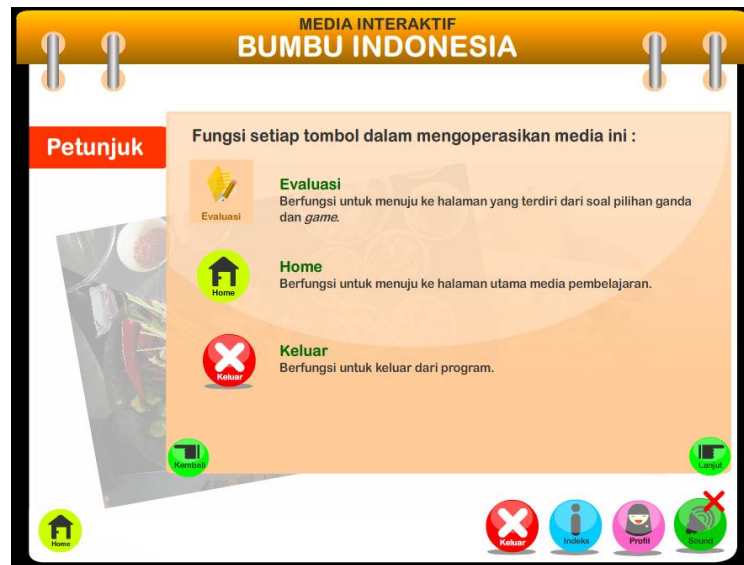 MEDIA INTERAKTIF
BUMBU INDONESIA
Petunjuk
Fungsi setiap tombol dalam mengoperasikan media ini :
Evaluasi
Evaluasi
Berfungsi untuk menuju ke halaman yang terdiri dari soal pilihan ganda
dan game.
Home
Home
Berfungsi untuk menuju ke halaman utama media pembelajaran.
Keluar
Keluar
Berfungsi untuk keluar dari program.
Kembali
Lanjut
Home
Keluar
Indeks
Profil
Sound